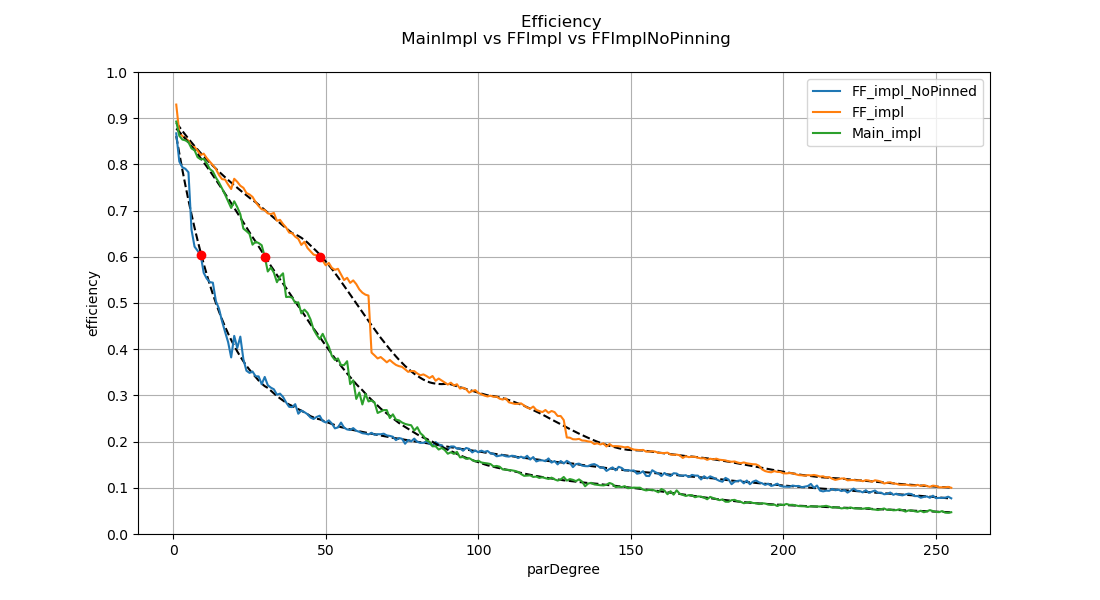 Efficiency
MainImpl vs FFImpl vs FFImplNoPinning
1.0
0.9
0.8
0.7
0.6
0.5
0.4
0.3
0.2
0.1
0.0
efficiency
FF_impl_NoPinned
FF_impl
Main_impl
0 50 100 150 200 250
parDegree